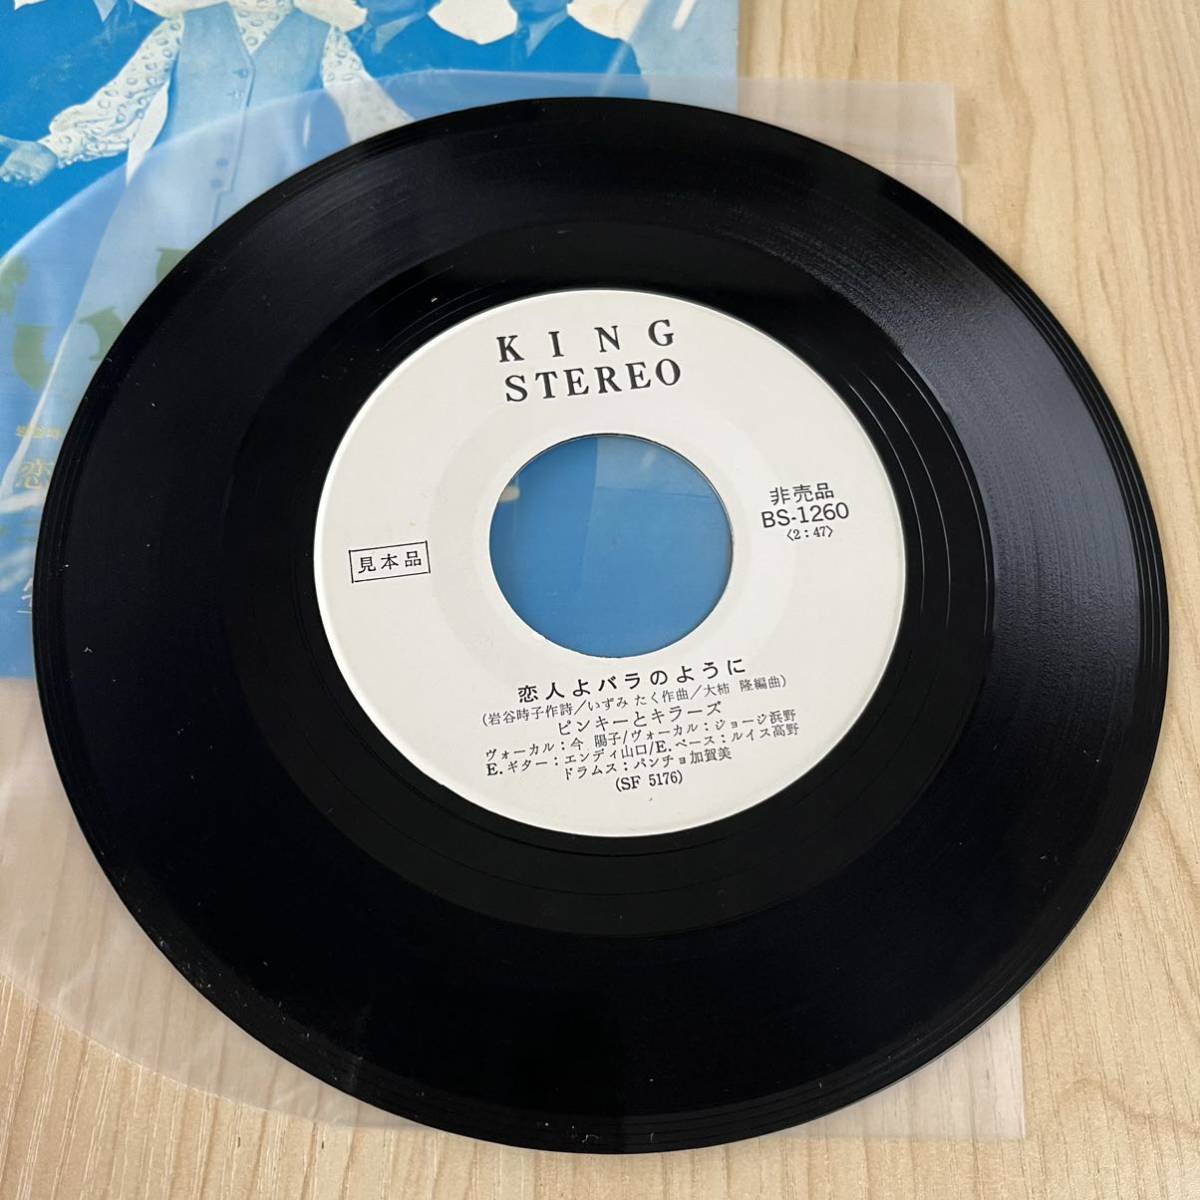 KING
STEREO
非売品
BS-1260
〈2:47〉
見本品
恋人よバラのように
(岩谷時子作詩/いずみ たく作曲/大柿 隆編曲)
ピンキーとキラーズ
ヴォーカル:今 陽子/ヴォーカル:ジョージ浜野
E.ギター:エンディ山口/E.ベース:ルイス高野
ドラムス:パンチョ加賀美
(SF 5176)
恋